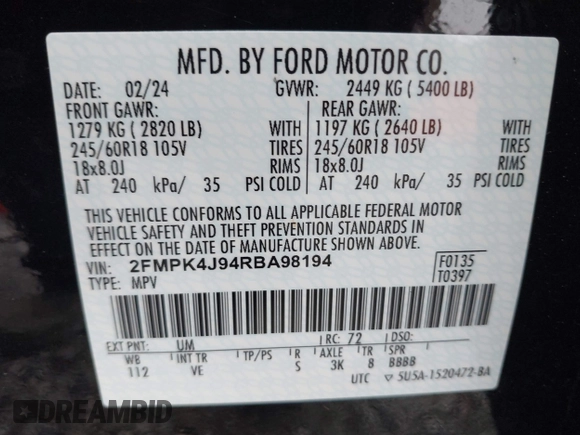 MFD. BY FORD MOTOR CO.
DATE: 02/24 GVWR: 2449 KG ( 5400 LB)
FRONT GAWR: REAR GAWR:
1279 KG ( 2820 LB) WITH 1197 KG ( 2640 LB) WITH
245/60R18 105V TIRES 245/60R18 105V TIRES
18x8.0J RIMS 18x8.0J RIMS
AT 240 kPa/ 35 PSI COLD AT 240 kPa/ 35 PSI COLD
THIS VEHICLE CONFORMS TO ALL APPLICABLE FEDERAL MOTOR
VEHICLE SAFETY AND THEFT PREVENTION STANDARDS IN
EFFECT ON THE DATE OF MANUFACTURE SHOWN ABOVE.
VIN: 2FMPK4J94RBA98194 F0135
TYPE: MPV T0397
EXT PNT: UM RC: 72 DSO:
WB INT TR TP/PS R AXLE TR SPR
112 VE S 3K 8 BBBB
UTC 5U5A-1520472-BA
DREAMBID